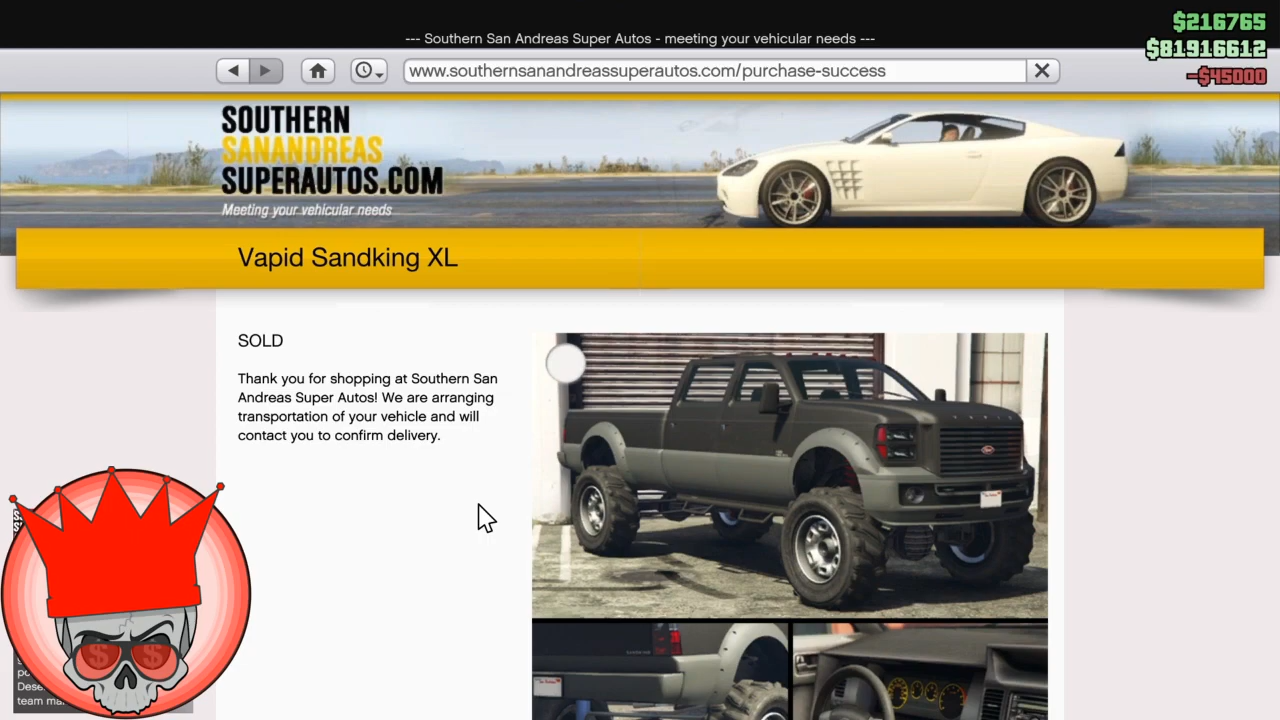 $216765
--- Southern San Andreas Super Autos - meeting your vehicular needs ---
$81916612
-$45000
www.southernsanandreassuperautos.com/purchase-success
SOUTHERN
SANANDREAS
SUPERAUTOS.COM
Meeting your vehicular needs
Vapid Sandking XL
SOLD
Thank you for shopping at Southern San
Andreas Super Autos! We are arranging
transportation of your vehicle and will
contact you to confirm delivery.
VAPID
$ $
team